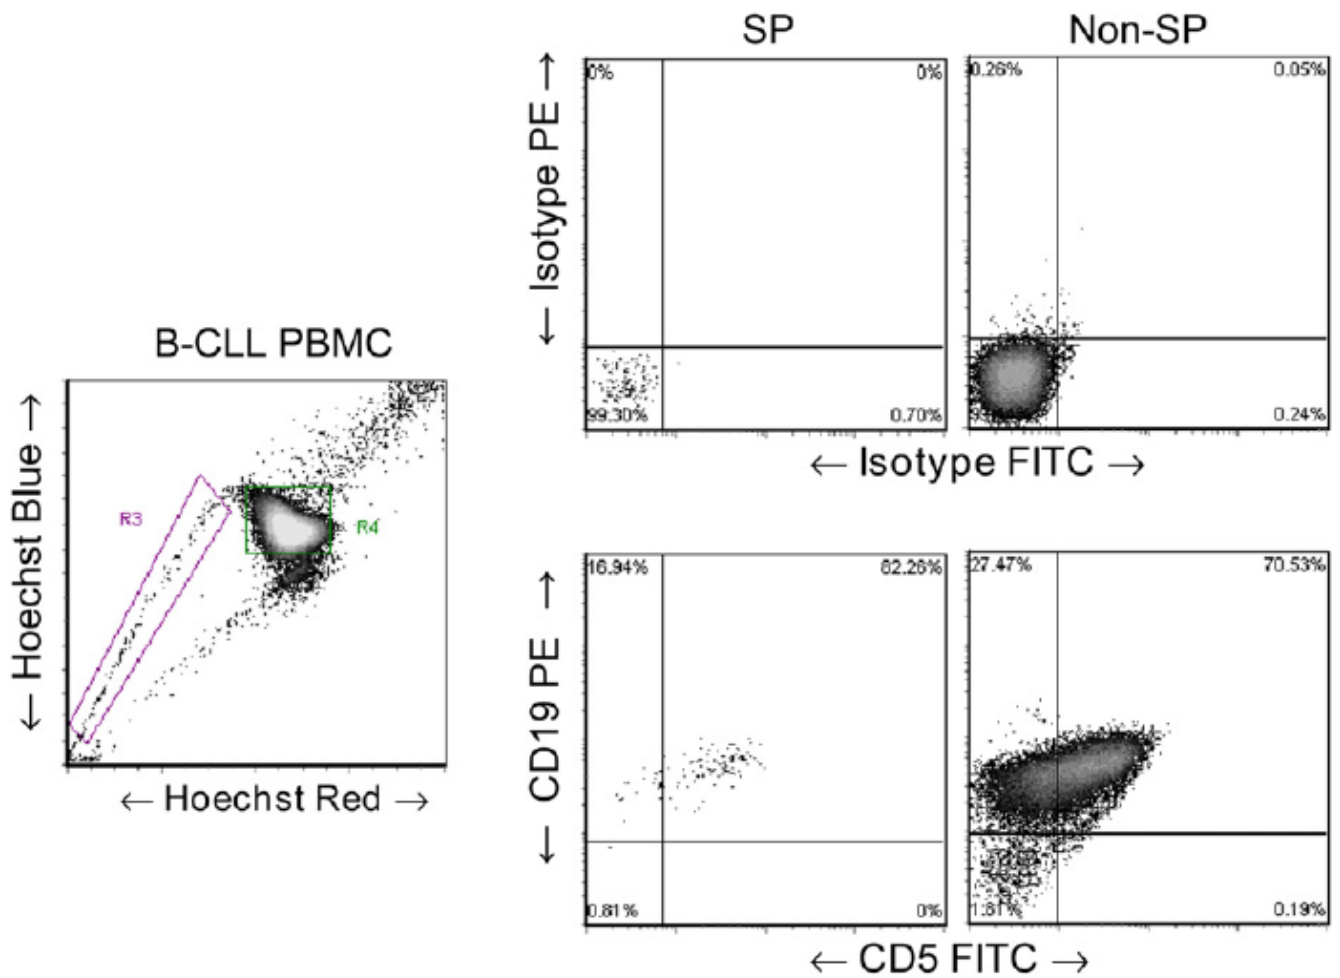 SP Non-SP
0% 0% 0.26% 0.05%
← Isotype PE →
99.30% 0.70% 0.24%
← Isotype FITC →
B-CLL PBMC
← Hoechst Blue →
R3
R4
← Hoechst Red →
16.94% 82.26% 27.47% 70.53%
← CD19 PE →
0.81% 0% 1.81% 0.19%
← CD5 FITC →